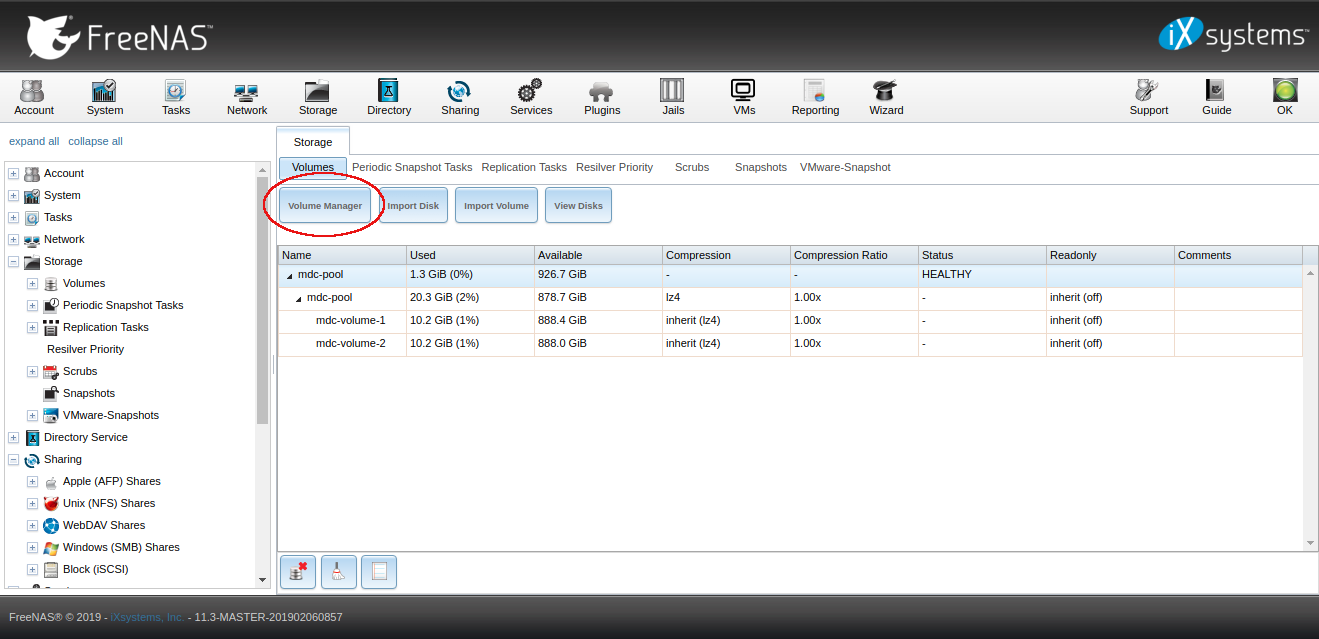 FreeNAS™
iX systems™
Account System Tasks Network Storage Directory Sharing Services Plugins Jails VMs Reporting Wizard Support Guide OK
expand all collapse all
Account
System
Tasks
Network
Storage
Volumes
Periodic Snapshot Tasks
Replication Tasks
Resilver Priority
Scrubs
Snapshots
VMware-Snapshots
Directory Service
Sharing
Apple (AFP) Shares
Unix (NFS) Shares
WebDAV Shares
Windows (SMB) Shares
Block (iSCSI)
Storage
Volumes Periodic Snapshot Tasks Replication Tasks Resilver Priority Scrubs Snapshots VMware-Snapshot
Volume Manager Import Disk Import Volume View Disks
Name Used Available Compression Compression Ratio Status Readonly Comments
mdc-pool 1.3 GiB (0%) 926.7 GiB - - HEALTHY
mdc-pool 20.3 GiB (2%) 878.7 GiB lz4 1.00x - inherit (off)
mdc-volume-1 10.2 GiB (1%) 888.4 GiB inherit (lz4) 1.00x - inherit (off)
mdc-volume-2 10.2 GiB (1%) 888.0 GiB inherit (lz4) 1.00x - inherit (off)
FreeNAS® © 2019 - iXsystems, Inc. - 11.3-MASTER-201902060857